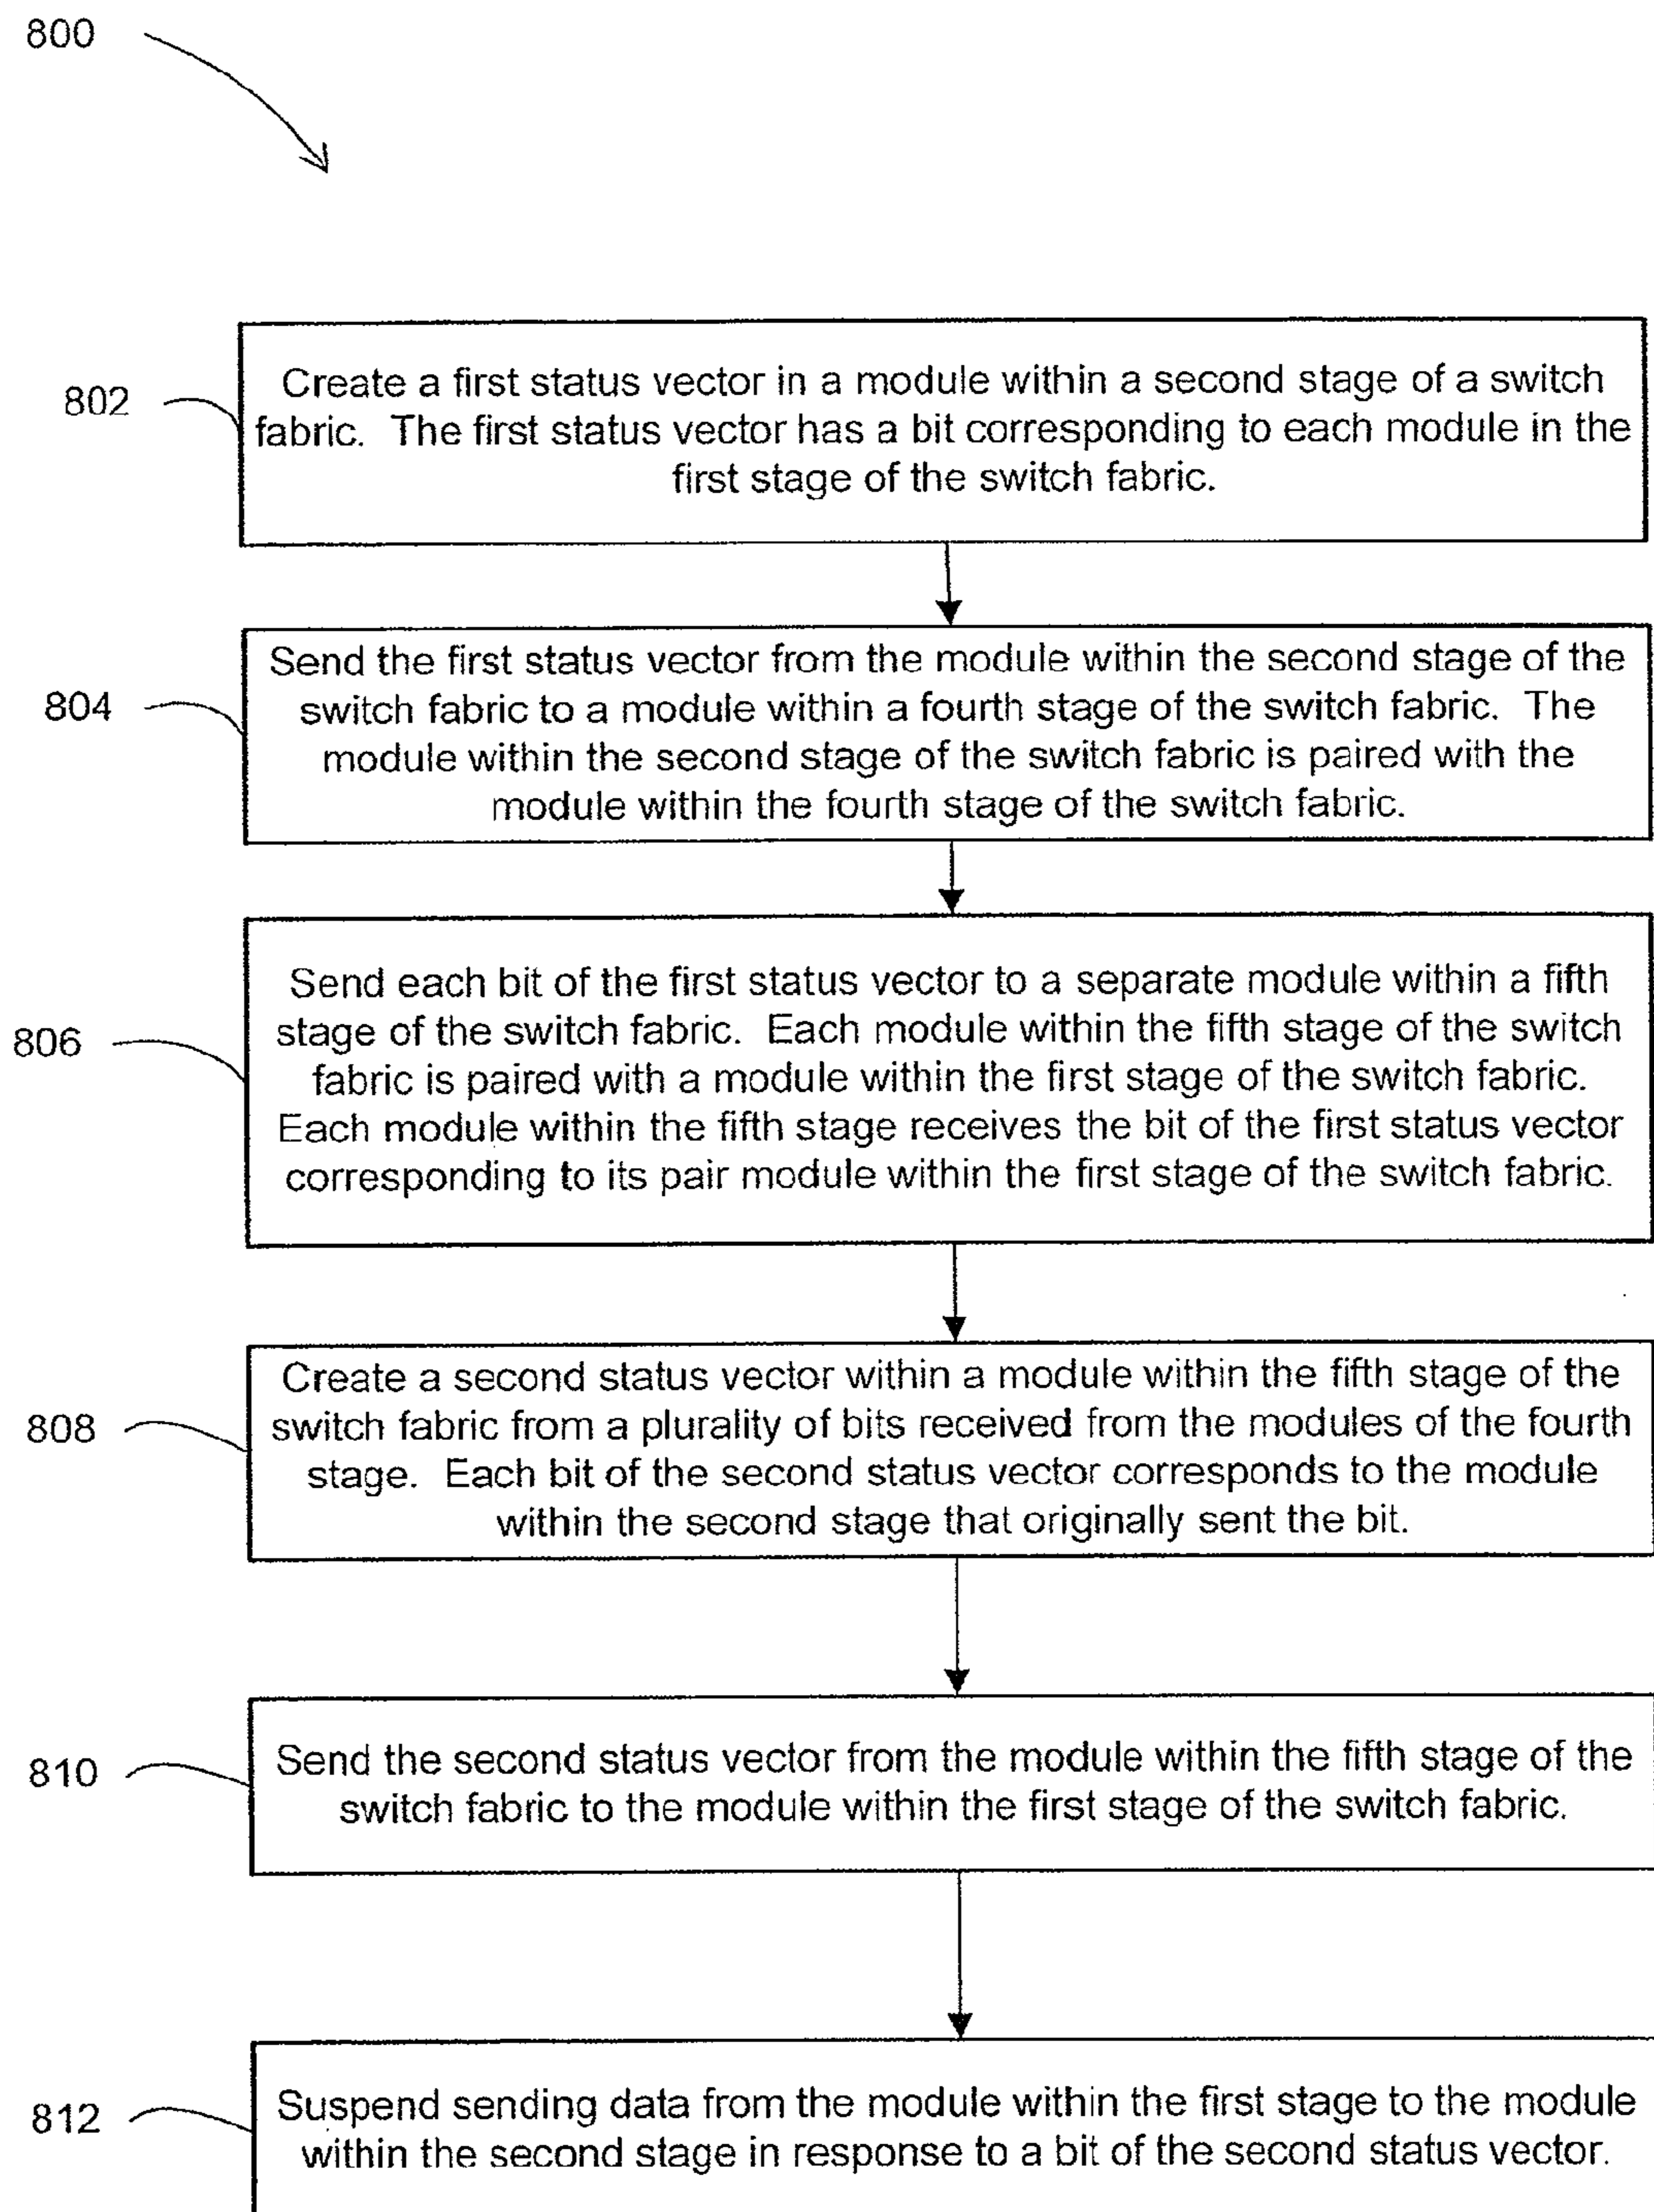 800
802
Create a first status vector in a module within a second stage of a switch
fabric. The first status vector has a bit corresponding to each module in the
first stage of the switch fabric.
804
Send the first status vector from the module within the second stage of the
switch fabric to a module within a fourth stage of the switch fabric. The
module within the second stage of the switch fabric is paired with the
module within the fourth stage of the switch fabric.
806
Send each bit of the first status vector to a separate module within a fifth
stage of the switch fabric. Each module within the fifth stage of the switch
fabric is paired with a module within the first stage of the switch fabric.
Each module within the fifth stage receives the bit of the first status vector
corresponding to its pair module within the first stage of the switch fabric.
808
Create a second status vector within a module within the fifth stage of the
switch fabric from a plurality of bits received from the modules of the fourth
stage. Each bit of the second status vector corresponds to the module
within the second stage that originally sent the bit.
810
Send the second status vector from the module within the fifth stage of the
switch fabric to the module within the first stage of the switch fabric.
812
Suspend sending data from the module within the first stage to the module
within the second stage in response to a bit of the second status vector.